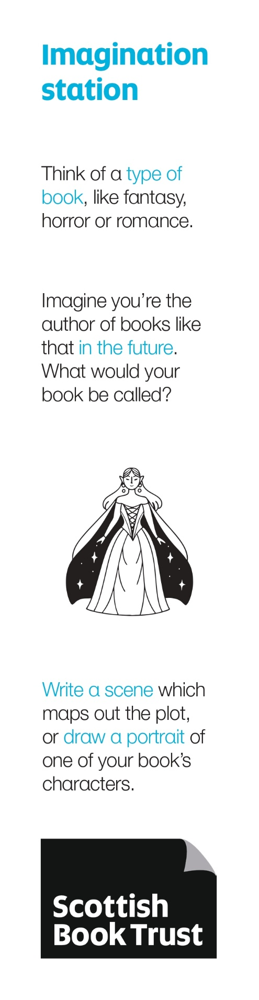 Imagination
station
Think of a type of
book, like fantasy,
horror or romance.
Imagine you’re the
author of books like
that in the future.
What would your
book be called?
Write a scene which
maps out the plot,
or draw a portrait of
one of your book’s
characters.
Scottish
Book Trust